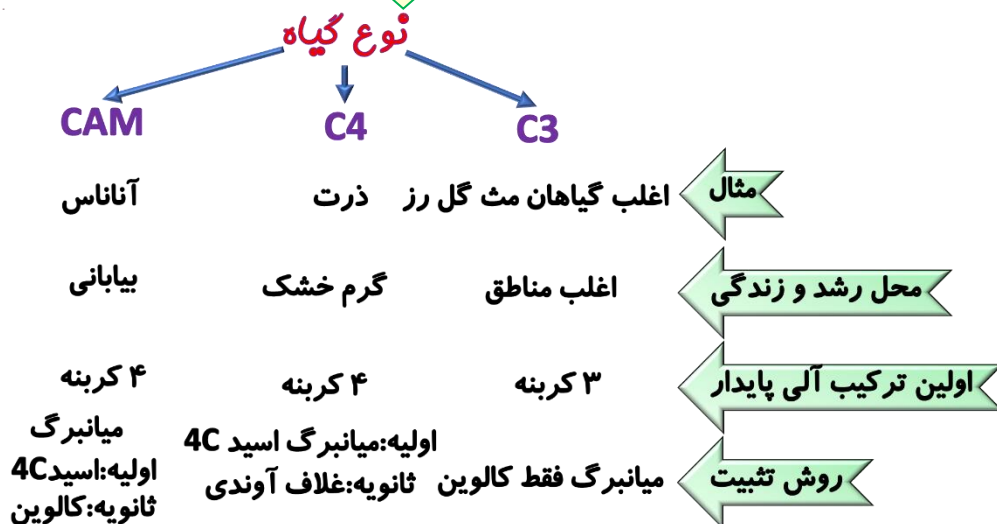 نوع گیاه
C3 C4 CAM
مثال اغلب گیاهان مث گل رز ذرت آناناس
محل رشد و زندگی اغلب مناطق گرم خشک بیابانی
اولین ترکیب آلی پایدار ۳ کربنه ۴ کربنه ۴ کربنه
روش تثبیت میانبرگ فقط کالوین
اولیه:میانبرگ اسید 4C
ثانویه:غلاف آوندی
میانبرگ
اولیه:اسید4C
ثانویه:کالوین